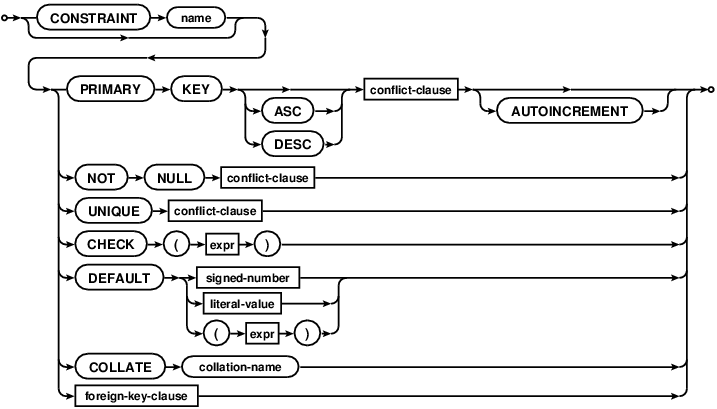 CONSTRAINT name
PRIMARY KEY conflict-clause
ASC AUTOINCREMENT
DESC
NOT NULL conflict-clause
UNIQUE conflict-clause
CHECK ( expr )
DEFAULT signed-number
literal-value
( expr )
COLLATE collation-name
foreign-key-clause